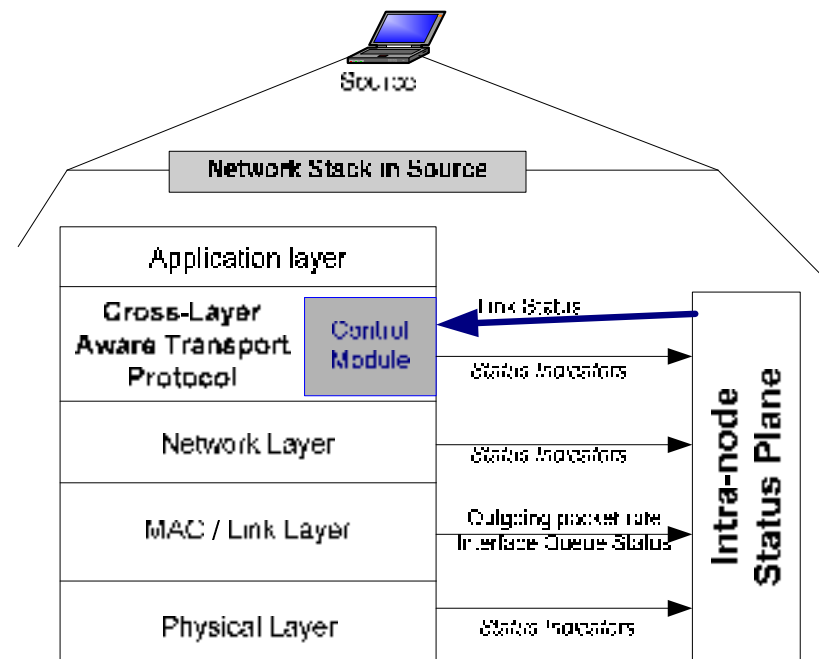 Source
Network Stack in Source
Application layer
Cross-Layer
Aware Transport
Protocol
Control
Module
Link Status
Status Indicators
Network Layer
Status Indicators
MAC / Link Layer
Outgoing packet rate
Interface Queue Status
Physical Layer
Status Indicators
Intra-node
Status Plane